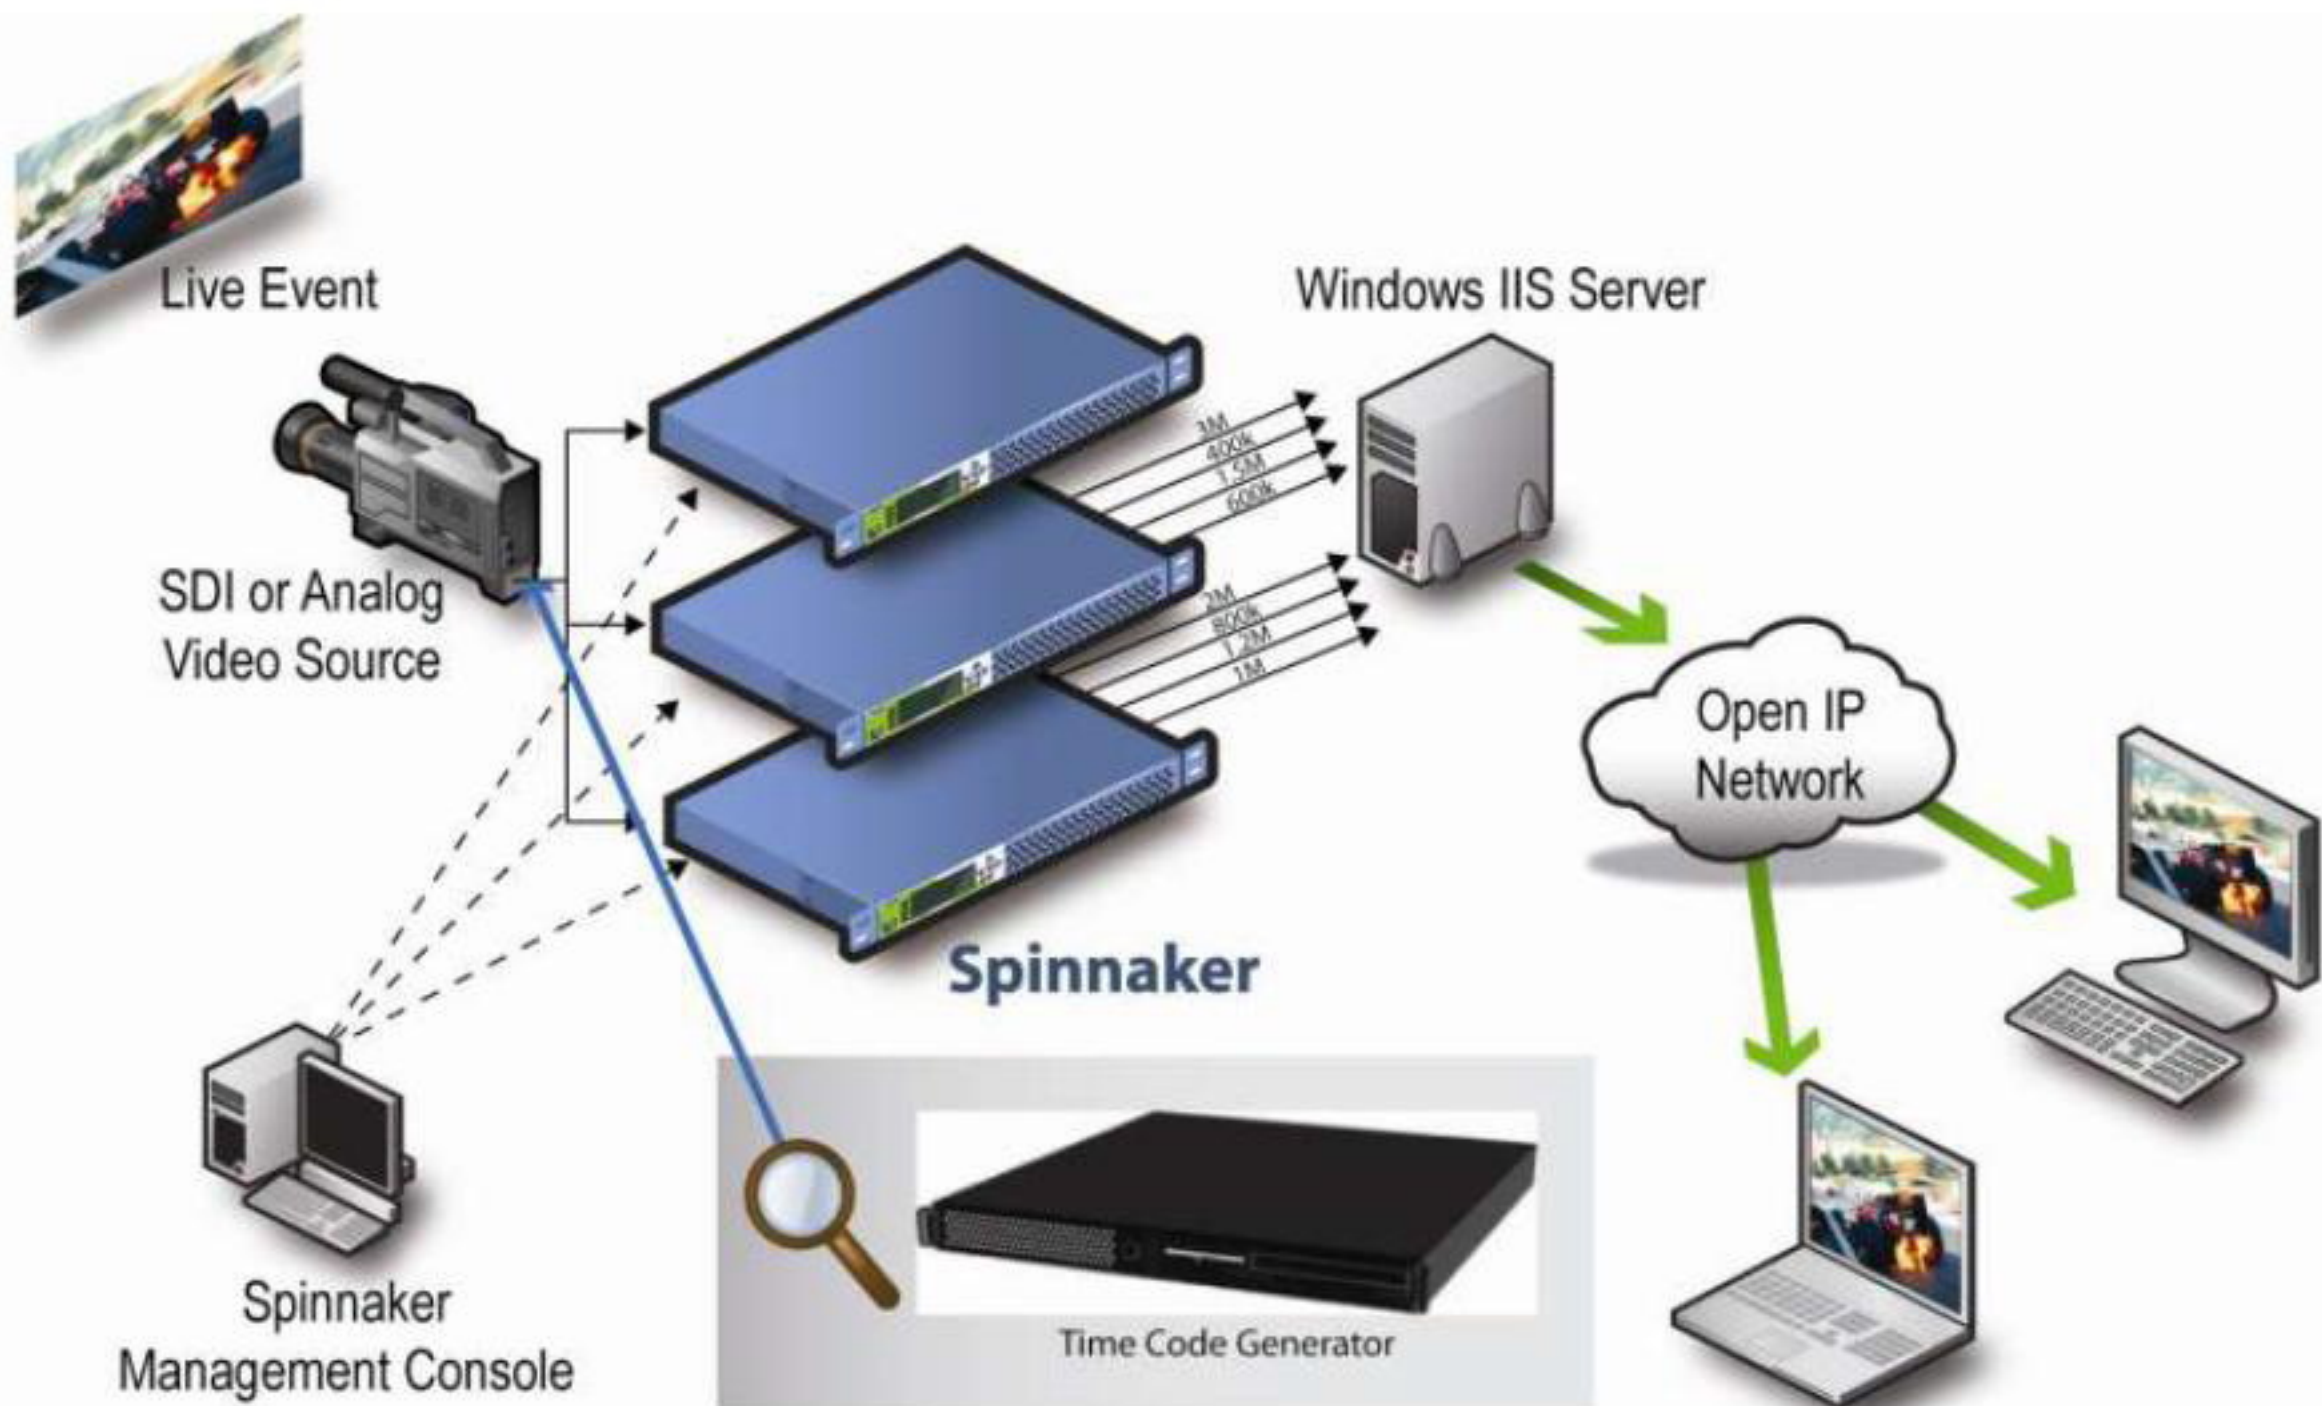 Live Event
Windows IIS Server
3M
400k
1.5M
600k
SDI or Analog
Video Source
2M
800k
1.2M
1M
Open IP
Network
Spinnaker
Spinnaker
Management Console
Time Code Generator